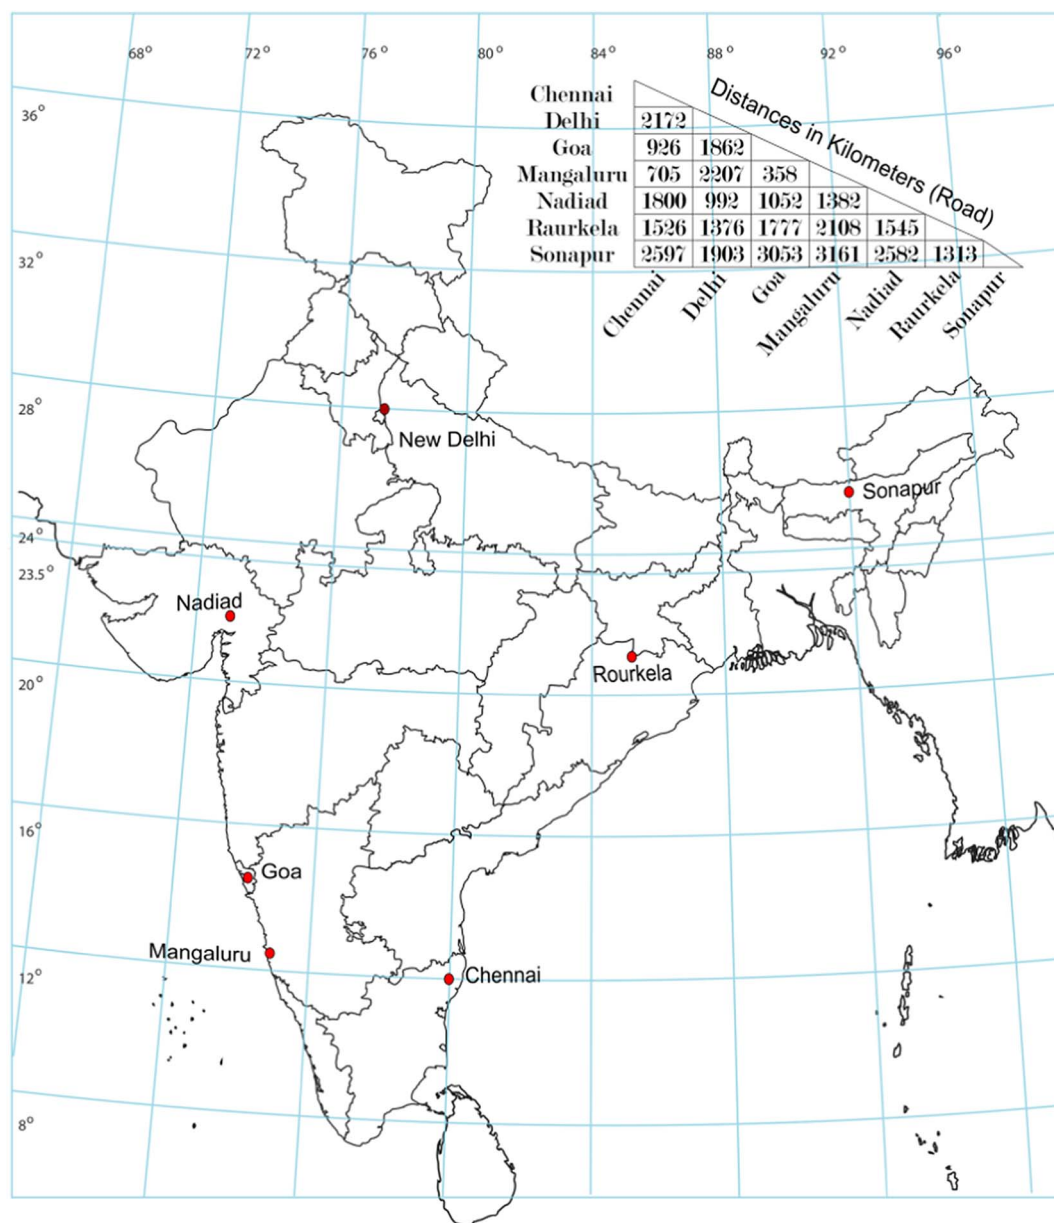 68° 72° 76° 80° 84° 88° 92° 96°
Distances in Kilometers (Road)
Chennai
Delhi 2172
Goa 926 1862
Mangaluru 705 2207 358
Nadiad 1800 992 1052 1382
Raurkela 1526 1376 1777 2108 1545
Sonapur 2597 1903 3053 3161 2582 1313
Chennai Delhi Goa Mangaluru Nadiad Raurkela Sonapur
36°
32°
28°
New Delhi
Sonapur
24°
23.5°
Nadiad
Rourkela
20°
16°
Goa
Mangaluru
Chennai
12°
8°